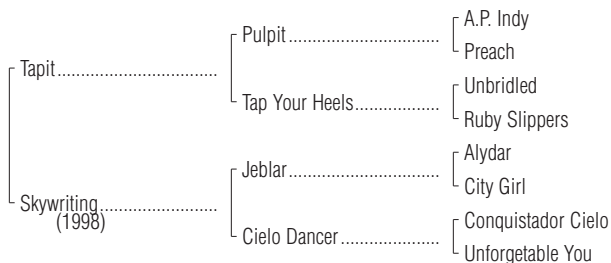 A.P. Indy
Pulpit
Preach
Tapit
Unbridled
Tap Your Heels
Ruby Slippers
Alydar
Jeblar
City Girl
Skywriting
(1998)
Conquistador Cielo
Cielo Dancer
Unforgetable You